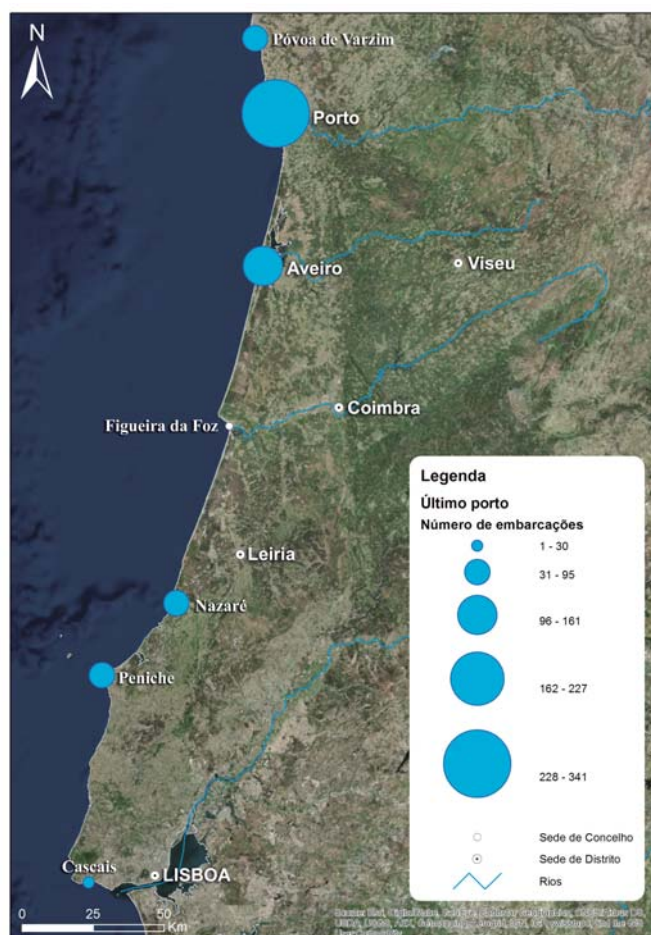 N
Póvoa de Varzim
Porto
Aveiro
Viseu
Coimbra
Figueira da Foz
Leiria
Nazaré
Peniche
Cascais
LISBOA
0 25 50
Km
Legenda
Último porto
Número de embarcações
1 - 30
31 - 95
96 - 161
162 - 227
228 - 341
Sede de Concelho
Sede de Distrito
Rios